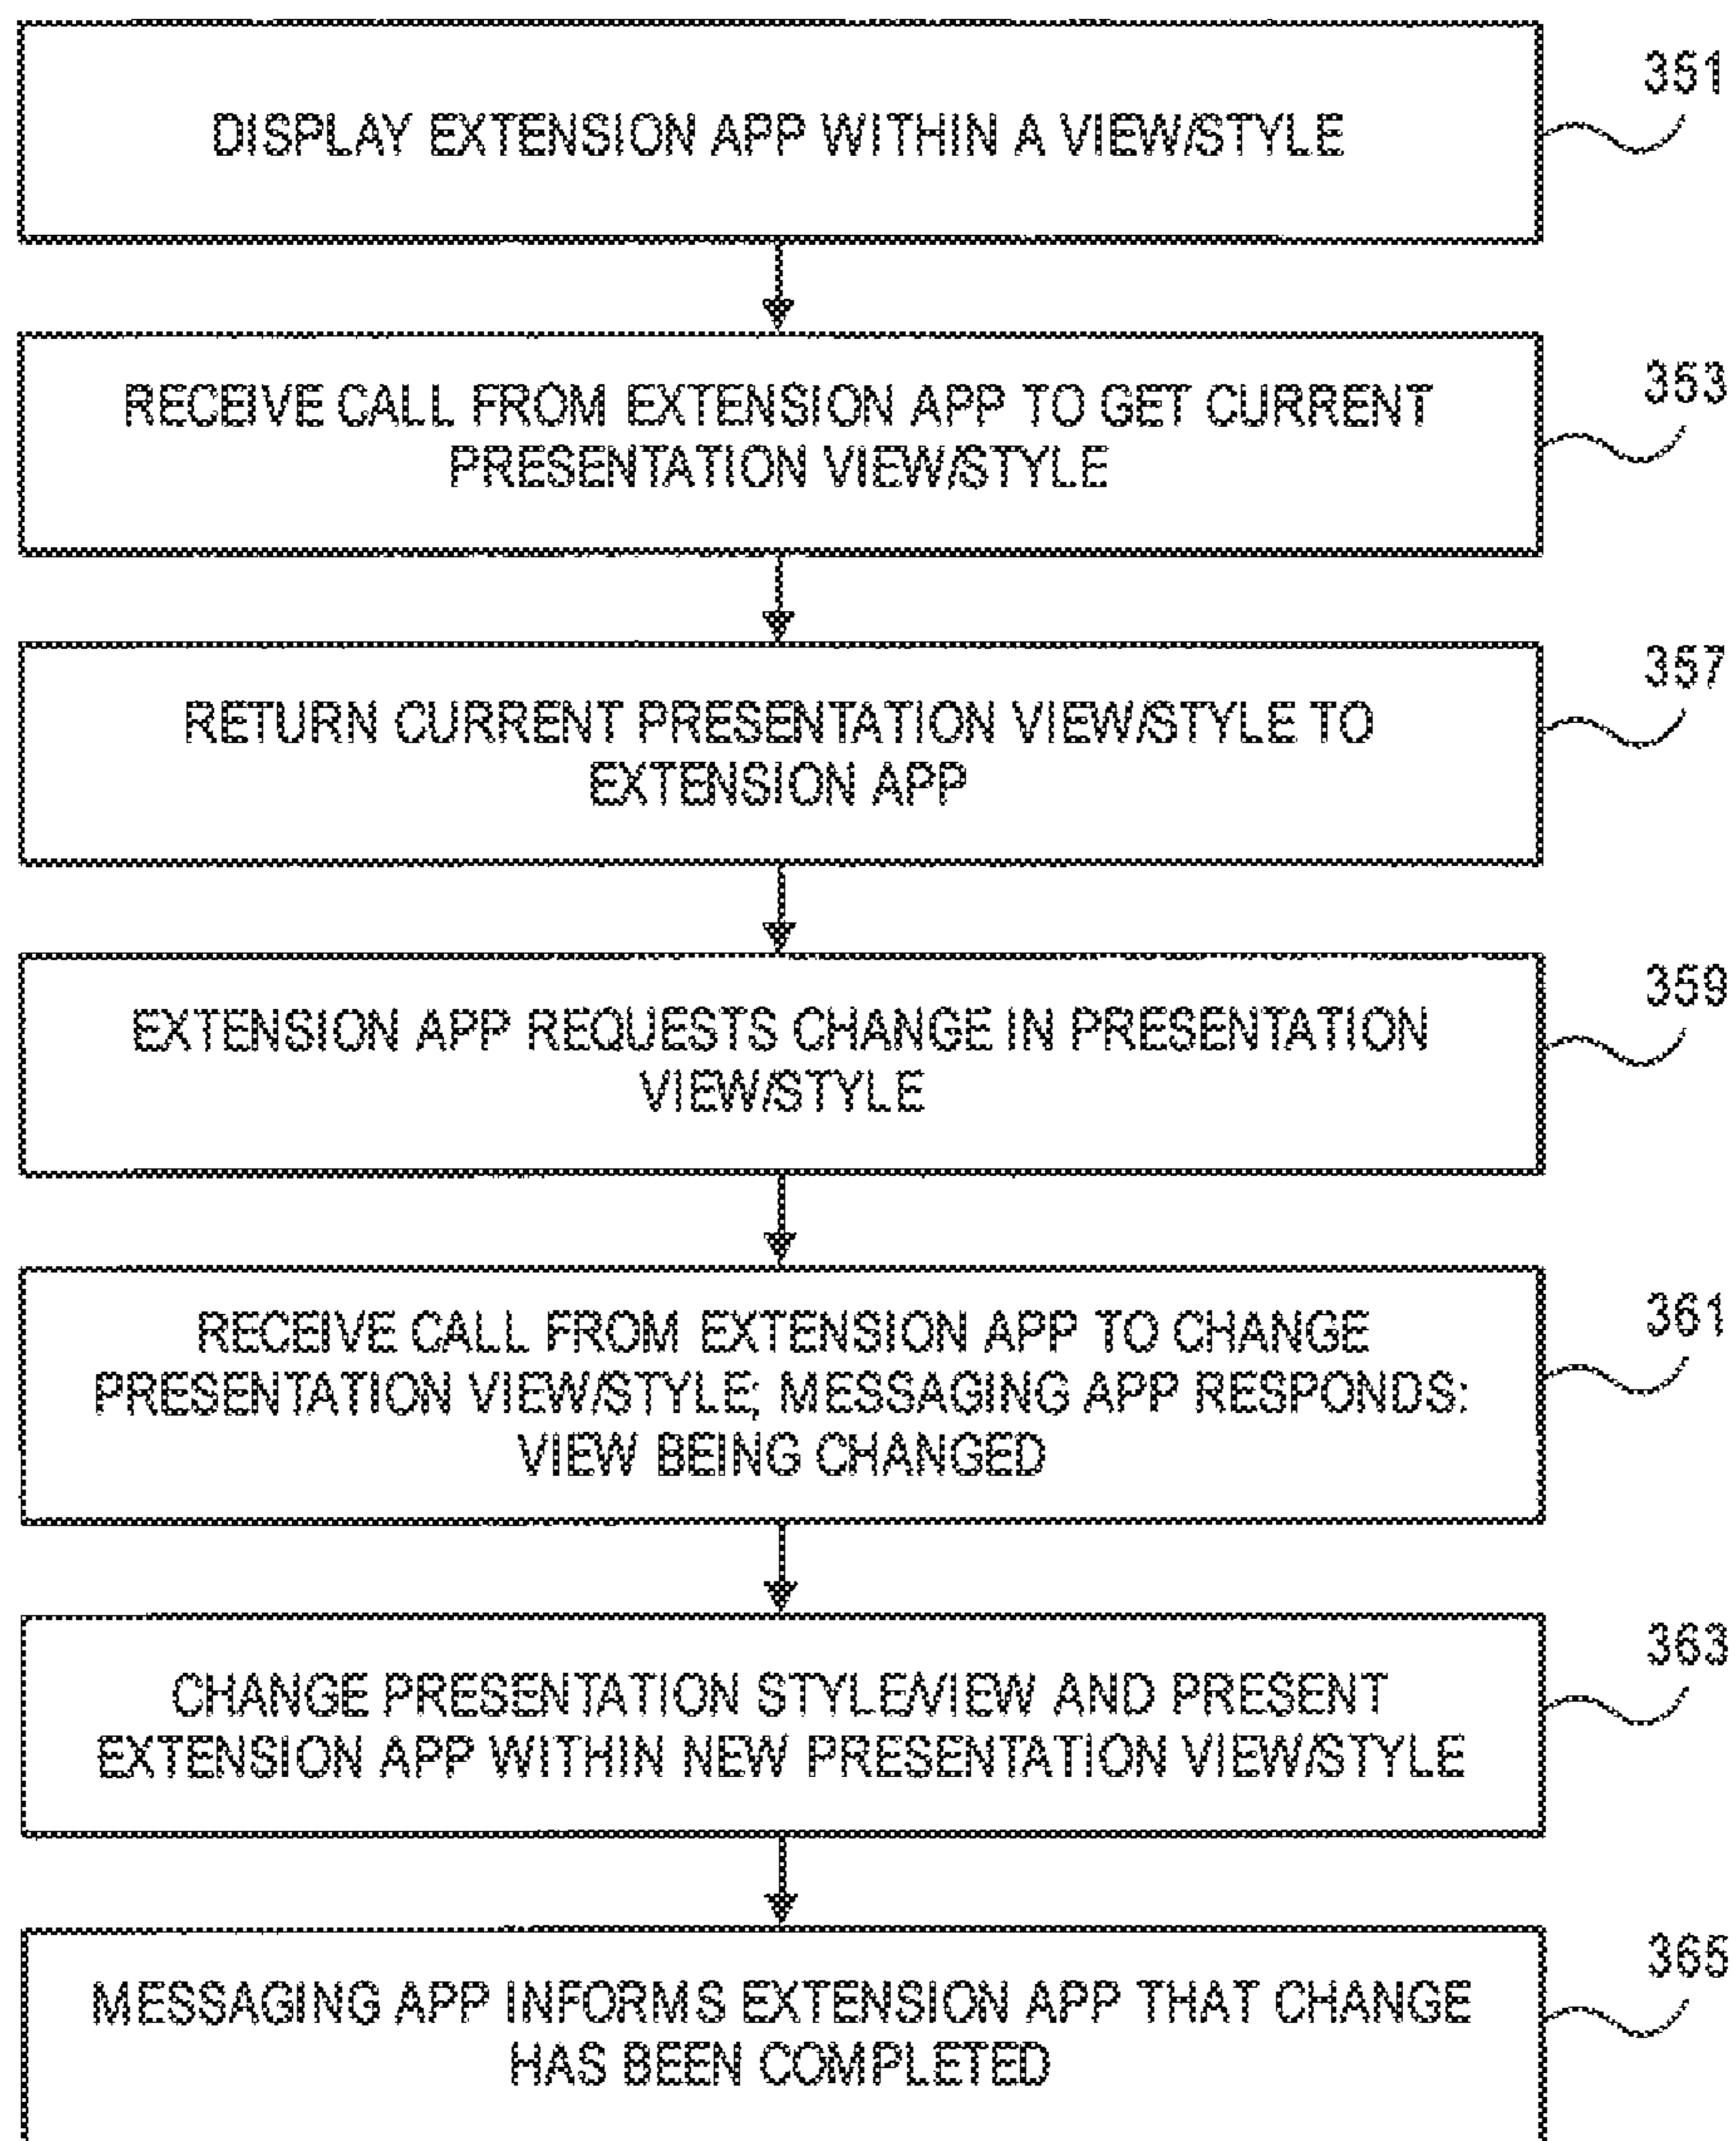 DISPLAY EXTENSION APP WITHIN A VIEW/STYLE
351
RECEIVE CALL FROM EXTENSION APP TO GET CURRENT
PRESENTATION VIEW/STYLE
353
RETURN CURRENT PRESENTATION VIEW/STYLE TO
EXTENSION APP
357
EXTENSION APP REQUESTS CHANGE IN PRESENTATION
VIEW/STYLE
359
RECEIVE CALL FROM EXTENSION APP TO CHANGE
PRESENTATION VIEW/STYLE; MESSAGING APP RESPONDS:
VIEW BEING CHANGED
361
CHANGE PRESENTATION STYLE/VIEW AND PRESENT
EXTENSION APP WITHIN NEW PRESENTATION VIEW/STYLE
363
MESSAGING APP INFORMS EXTENSION APP THAT CHANGE
HAS BEEN COMPLETED
365